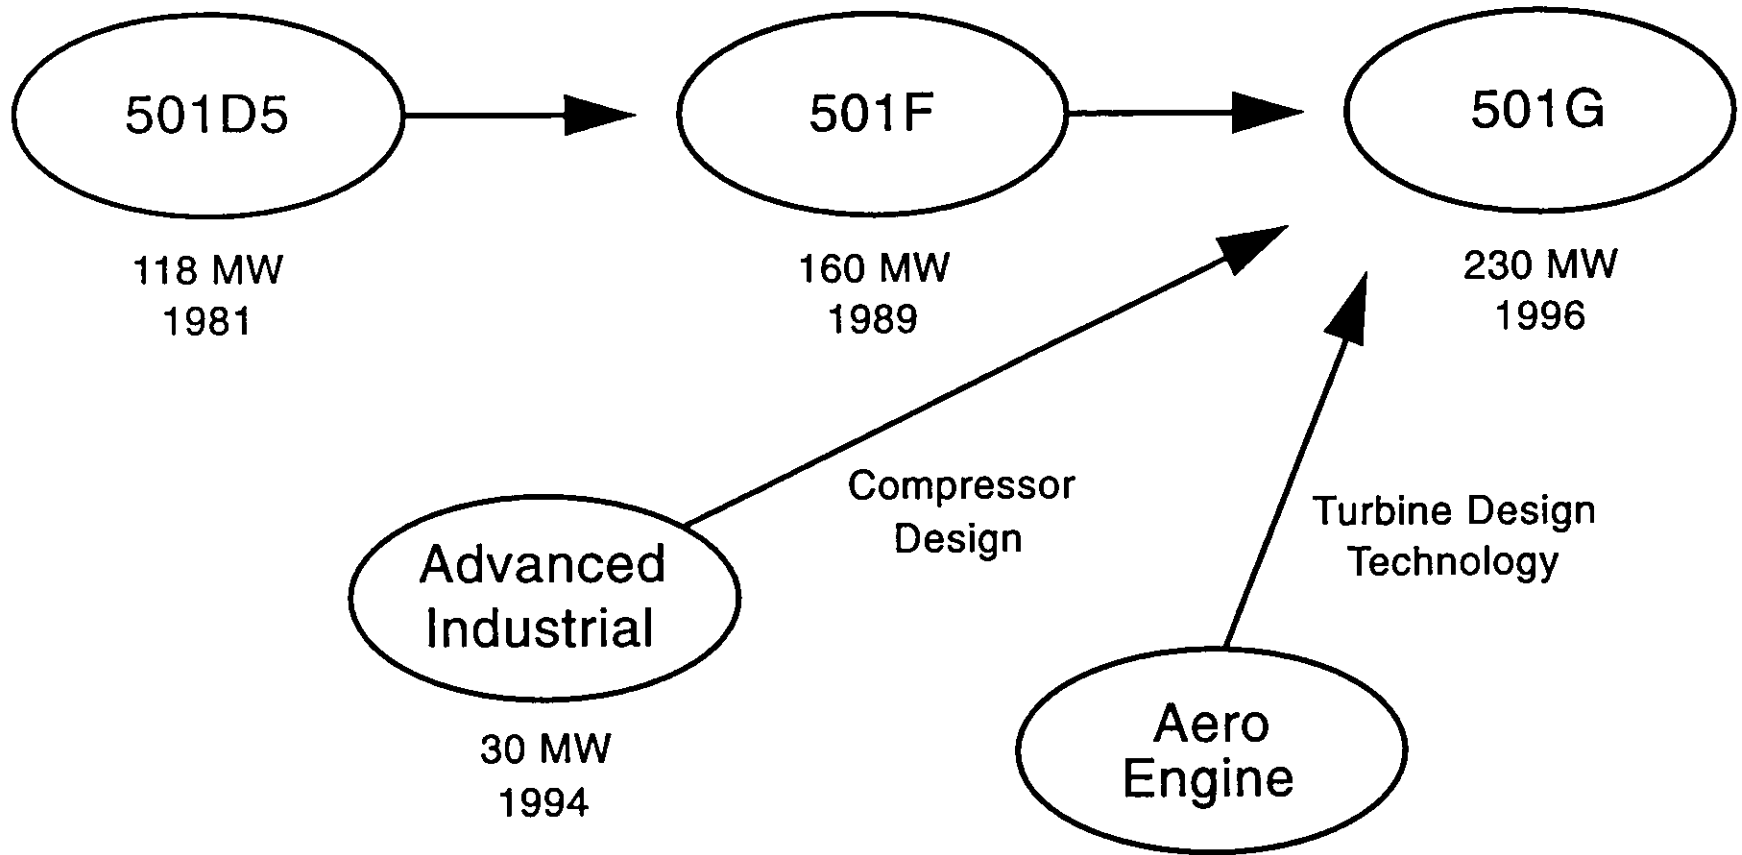 501D5
501F
501G
118 MW
1981
160 MW
1989
230 MW
1996
Compressor
Design
Turbine Design
Technology
Advanced
Industrial
30 MW
1994
Aero
Engine